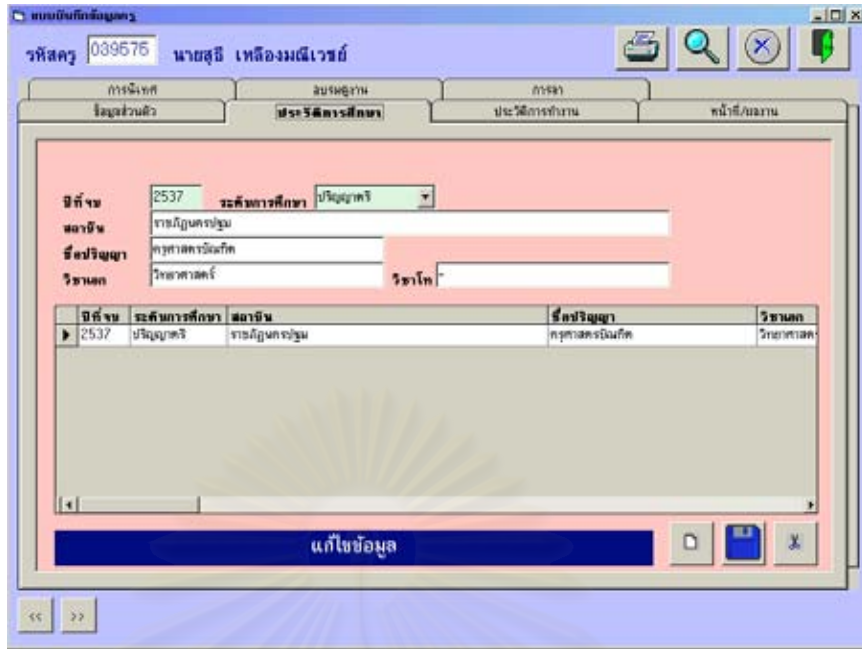 แบบบันทึกข้อมูลครู
รหัสครู 039575 นายสุธี เหลืองมณีเวชย์
การนิเทศ อบรมดูงาน การลา
ข้อมูลส่วนตัว ประวัติการศึกษา ประวัติการทำงาน หน้าที่/ผลงาน
ปีที่จบ 2537 ระดับการศึกษา ปริญญาตรี
สถาบัน ราชภัฏนครปฐม
ชื่อปริญญา ครุศาสตรบัณฑิต
วิชาเอก วิทยาศาสตร์ วิชาโท -
ปีที่จบ ระดับการศึกษา สถาบัน ชื่อปริญญา วิชาเอก
2537 ปริญญาตรี ราชภัฏนครปฐม ครุศาสตรบัณฑิต วิทยาศาสต
แก้ไขข้อมูล
<< >>